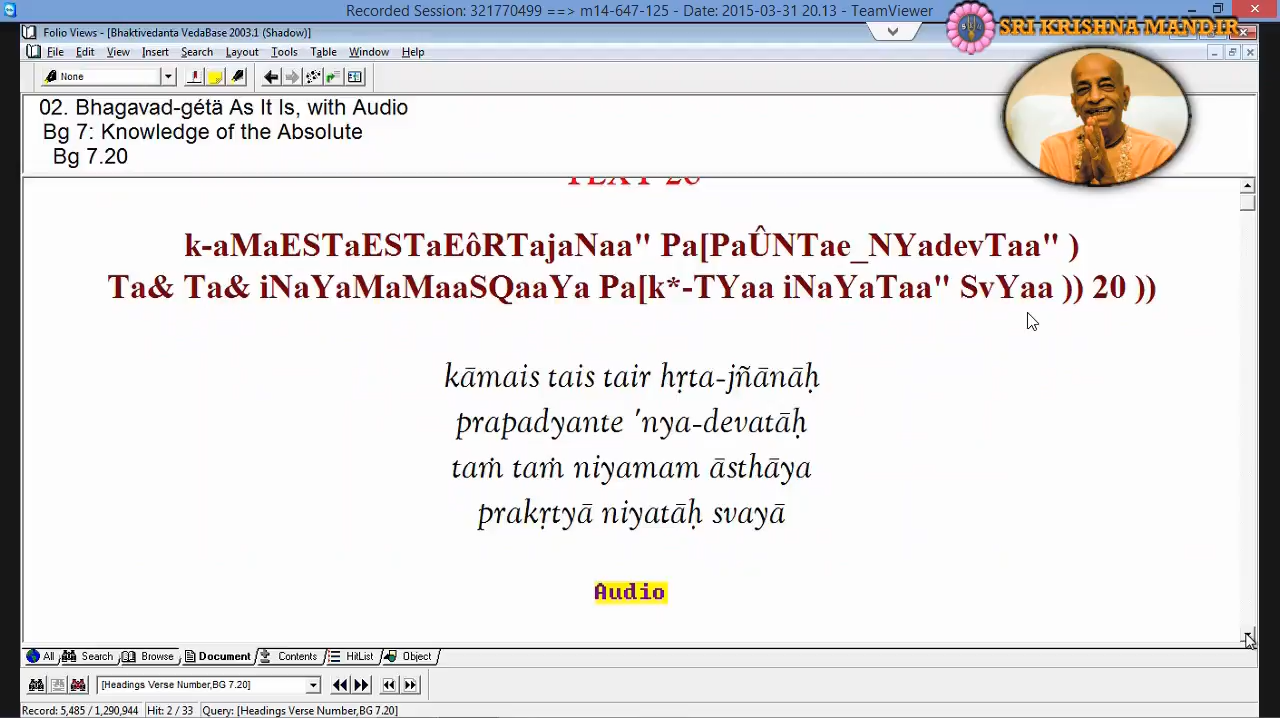 Recorded Session: 321770499 ==> m14-647-125 - Date: 2015-03-31 20.13 - TeamViewer
SRI KRISHNA MANDIR
Folio Views - [Bhaktivedanta VedaBase 2003.1 (Shadow)]
File Edit View Insert Search Layout Tools Table Window Help
None
02. Bhagavad-gétä As It Is, with Audio
Bg 7: Knowledge of the Absolute
Bg 7.20
TEXT 20
k-aMaESTaESTaEôRTajaNaa" Pa[PaÛNTae_NYadevTaa" )
Ta& Ta& iNaYaMaMaaSQaaYa Pa[k*-TYaa iNaYaTaa" SvYaa )) 20 ))
kāmais tais tair hṛta-jñānāḥ
prapadyante 'nya-devatāḥ
taṁ taṁ niyamam āsthāya
prakṛtyā niyatāḥ svayā
Audio
All Search Browse Document Contents HitList Object
[Headings Verse Number,BG 7.20]
Record: 5,485 / 1,290,944 Hit: 2 / 33 Query: [Headings Verse Number,BG 7.20]